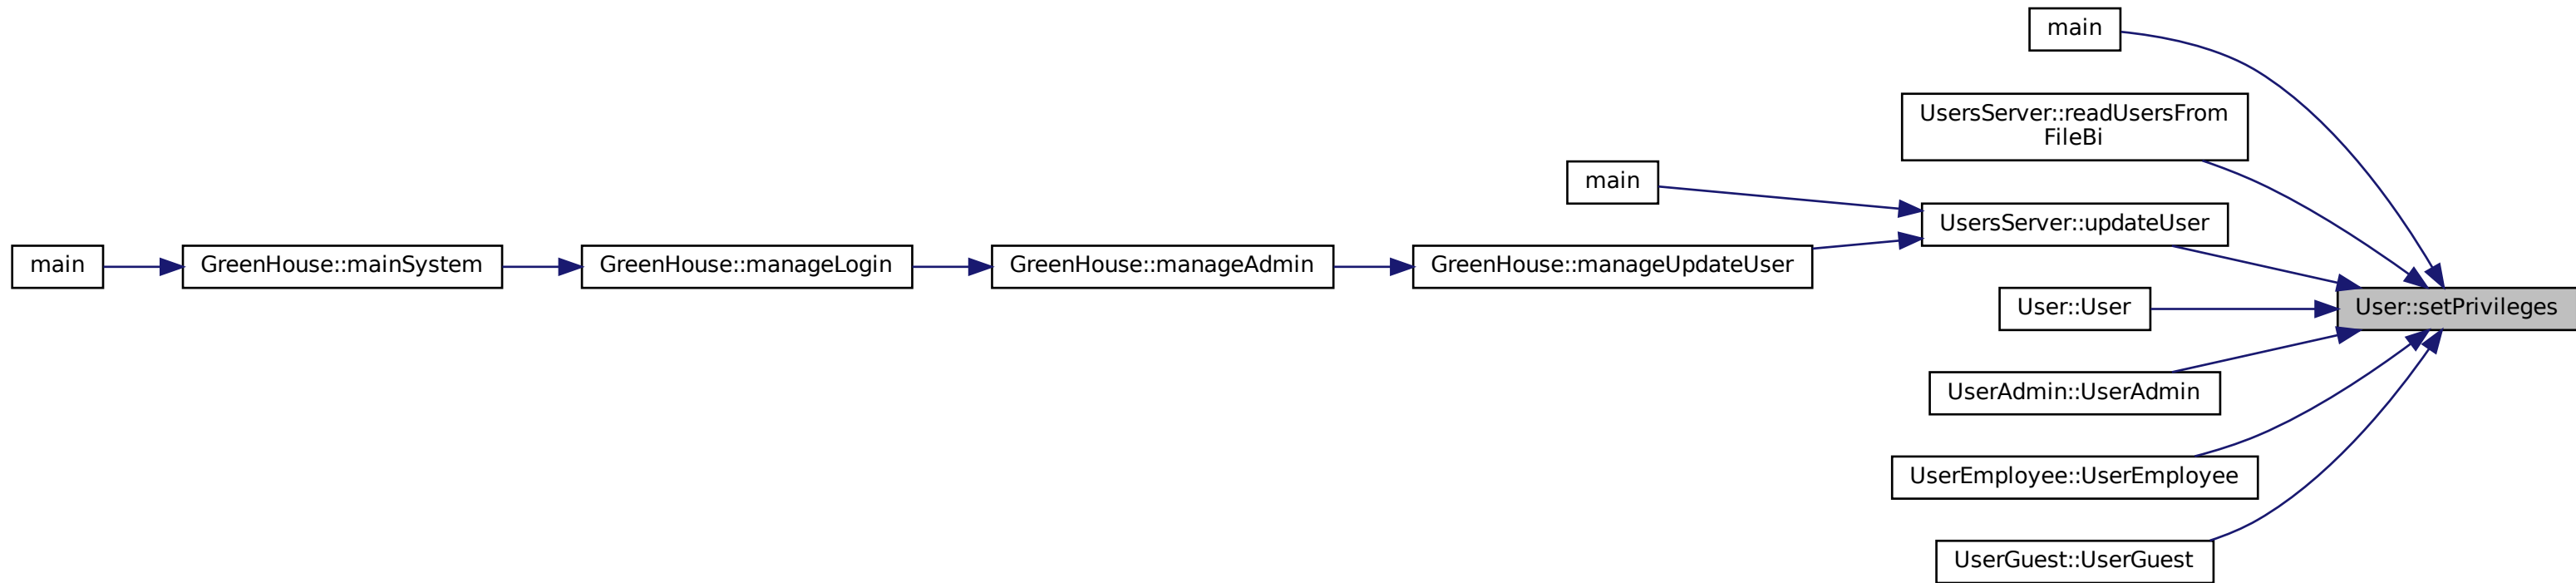 main
UsersServer::readUsersFrom
FileBi
main
UsersServer::updateUser
main
GreenHouse::mainSystem
GreenHouse::manageLogin
GreenHouse::manageAdmin
GreenHouse::manageUpdateUser
User::User
User::setPrivileges
UserAdmin::UserAdmin
UserEmployee::UserEmployee
UserGuest::UserGuest